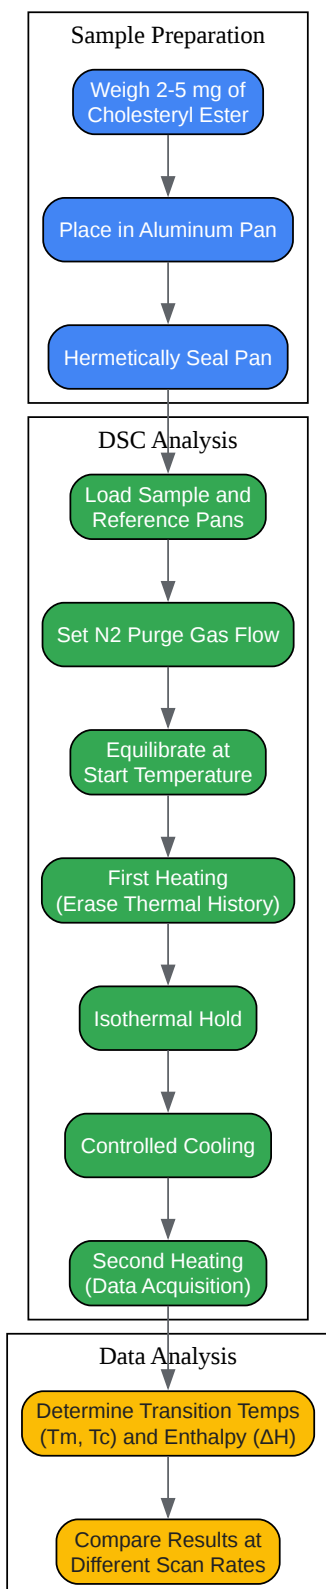 Sample Preparation
Weigh 2-5 mg of
Cholesteryl Ester
Place in Aluminum Pan
Hermetically Seal Pan
DSC Analysis
Load Sample and
Reference Pans
Set N2 Purge Gas Flow
Equilibrate at
Start Temperature
First Heating
(Erase Thermal History)
Isothermal Hold
Controlled Cooling
Second Heating
(Data Acquisition)
Data Analysis
Determine Transition Temps
(Tm, Tc) and Enthalpy (ΔH)
Compare Results at
Different Scan Rates